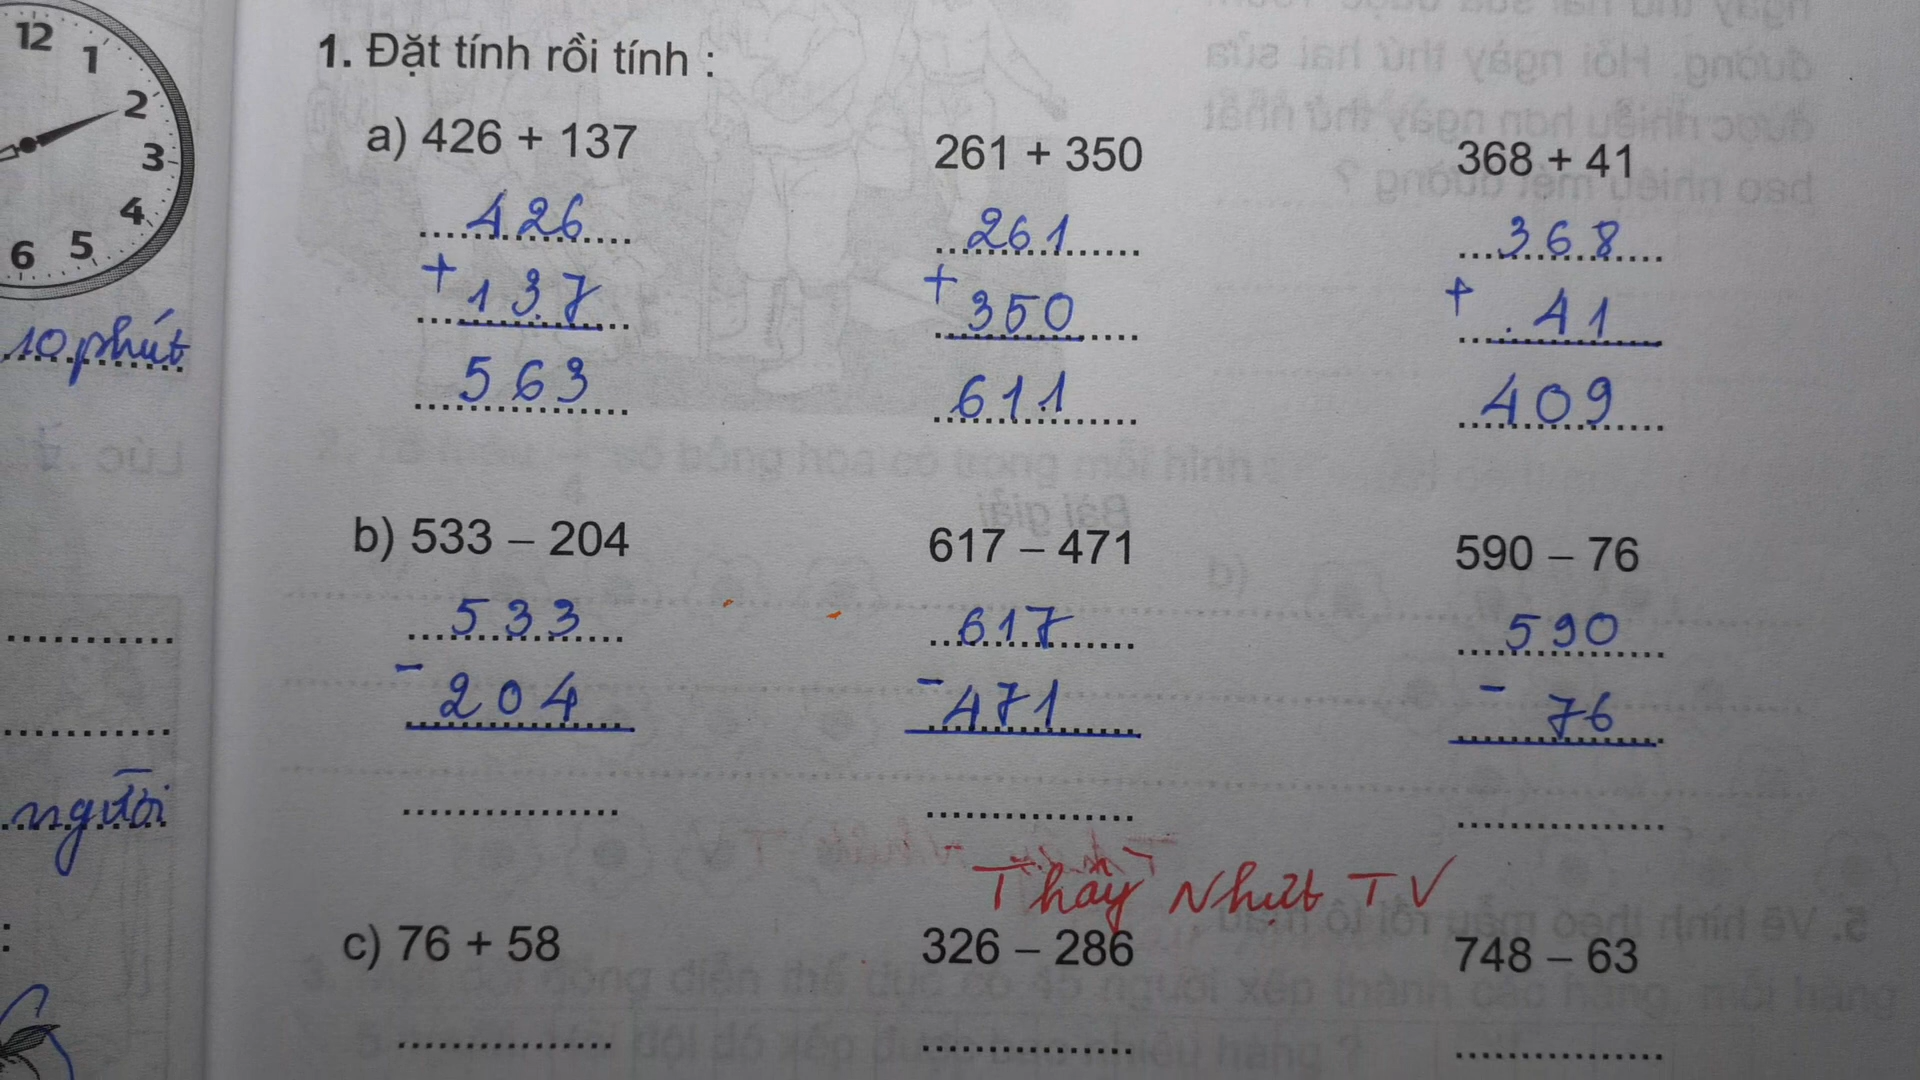 12
1
2
3
4
5
6
10 phút
người
:
1. Đặt tính rồi tính :
a) 426 + 137
261 + 350
368 + 41
426
261
368
+
+
+
137
350
41
563
611
409
b) 533 – 204
617 – 471
590 – 76
533
617
590
-
-
-
204
471
76
Thầy Nhựt TV
c) 76 + 58
326 – 286
748 – 63